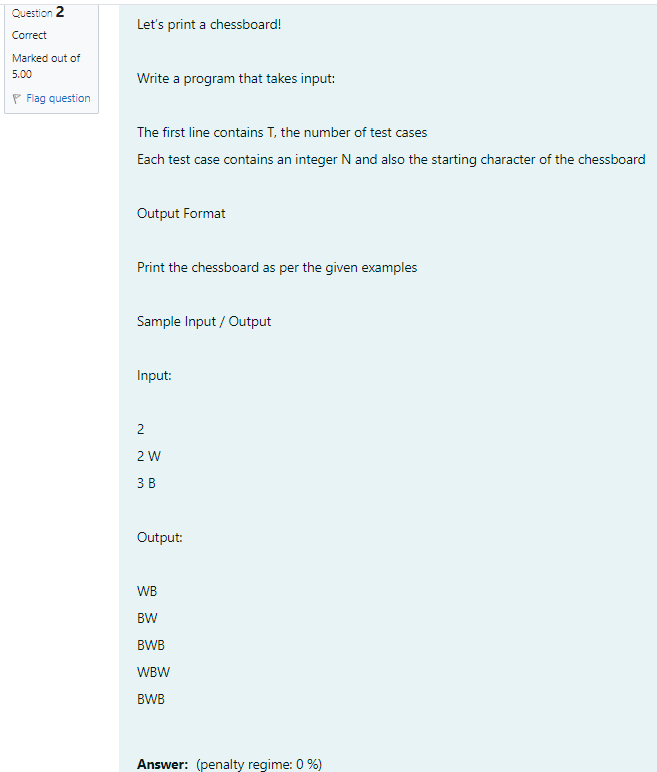 Question 2
Correct
Marked out of
5.00
Flag question
Let's print a chessboard!
Write a program that takes input:
The first line contains T, the number of test cases
Each test case contains an integer N and also the starting character of the chessboard
Output Format
Print the chessboard as per the given examples
Sample Input / Output
Input:
2
2 W
3 B
Output:
WB
BW
BWB
WBW
BWB
Answer: (penalty regime: 0 %)